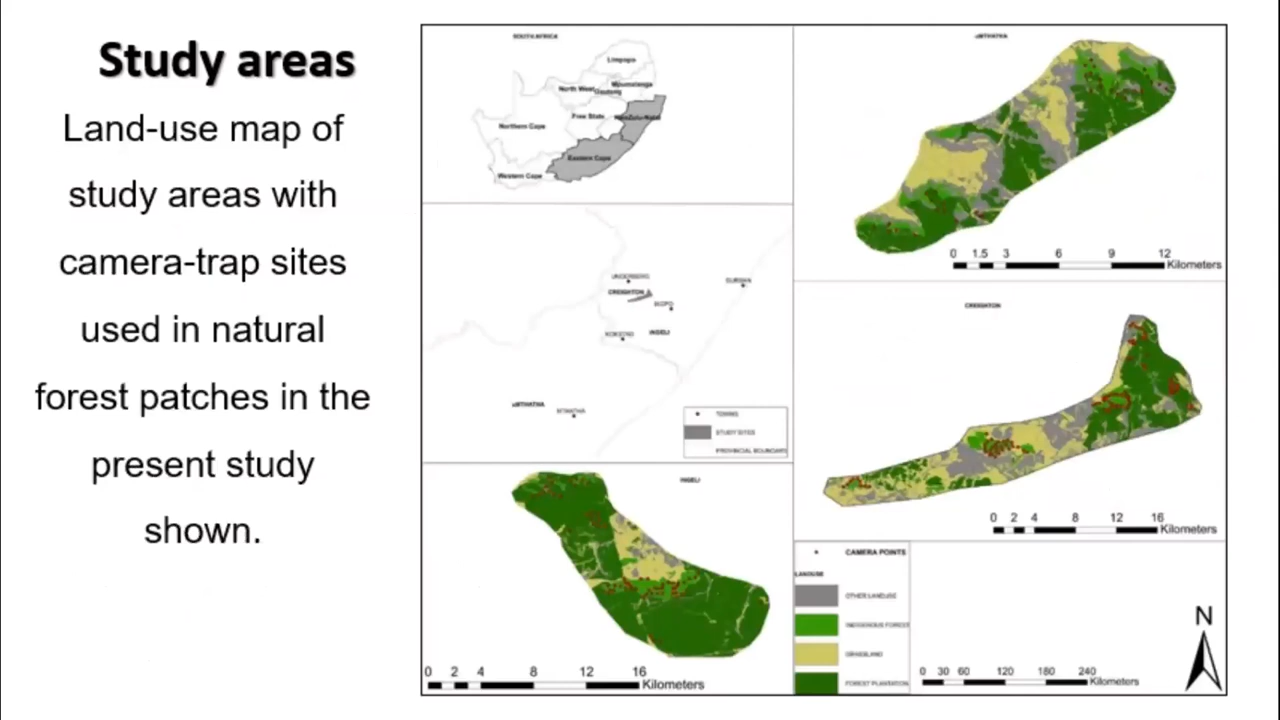 Study areas
Land-use map of
study areas with
camera-trap sites
used in natural
forest patches in the
present study
shown.
SOUTH AFRICA
Limpopo
North West
Mpumalanga
Gauteng
Free State
KwaZulu-Natal
Northern Cape
Eastern Cape
Western Cape
UNDERBERG
CREIGHTON
IXOPO
DURBAN
KOKSTAD
INGELI
uMTHATHA
MTHATHA
TOWNS
STUDY SITES
PROVINCIAL BOUNDARY
INGELI
0 2 4 8 12 16
Kilometers
uMTHATHA
0 1.5 3 6 9 12
Kilometers
CREIGHTON
0 2 4 8 12 16
Kilometers
CAMERA POINTS
LANDUSE
OTHER LANDUSE
INDIGENOUS FOREST
GRASSLAND
FOREST PLANTATION
N
0 30 60 120 180 240
Kilometers